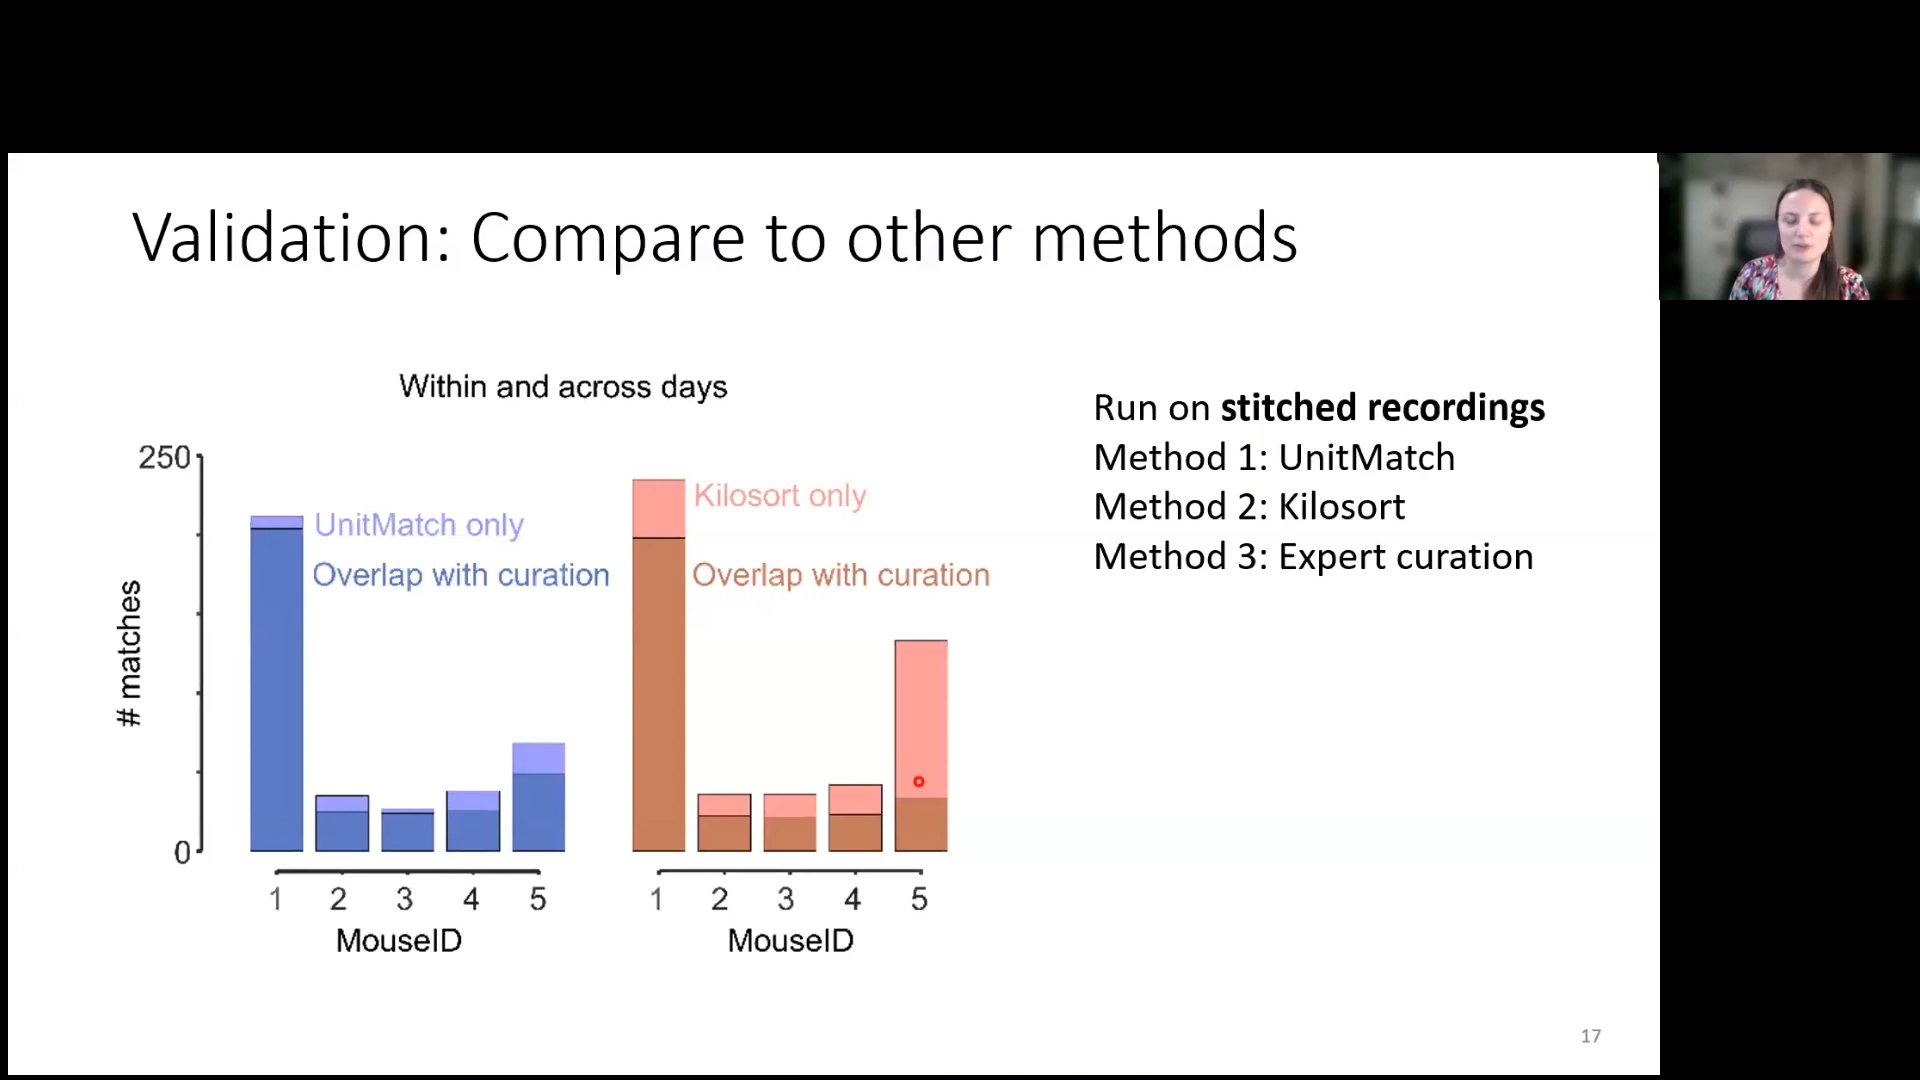 Validation: Compare to other methods
Within and across days
Run on stitched recordings
Method 1: UnitMatch
Method 2: Kilosort
Method 3: Expert curation
250
0
# matches
UnitMatch only
Overlap with curation
1 2 3 4 5
MouseID
Kilosort only
Overlap with curation
1 2 3 4 5
MouseID
17